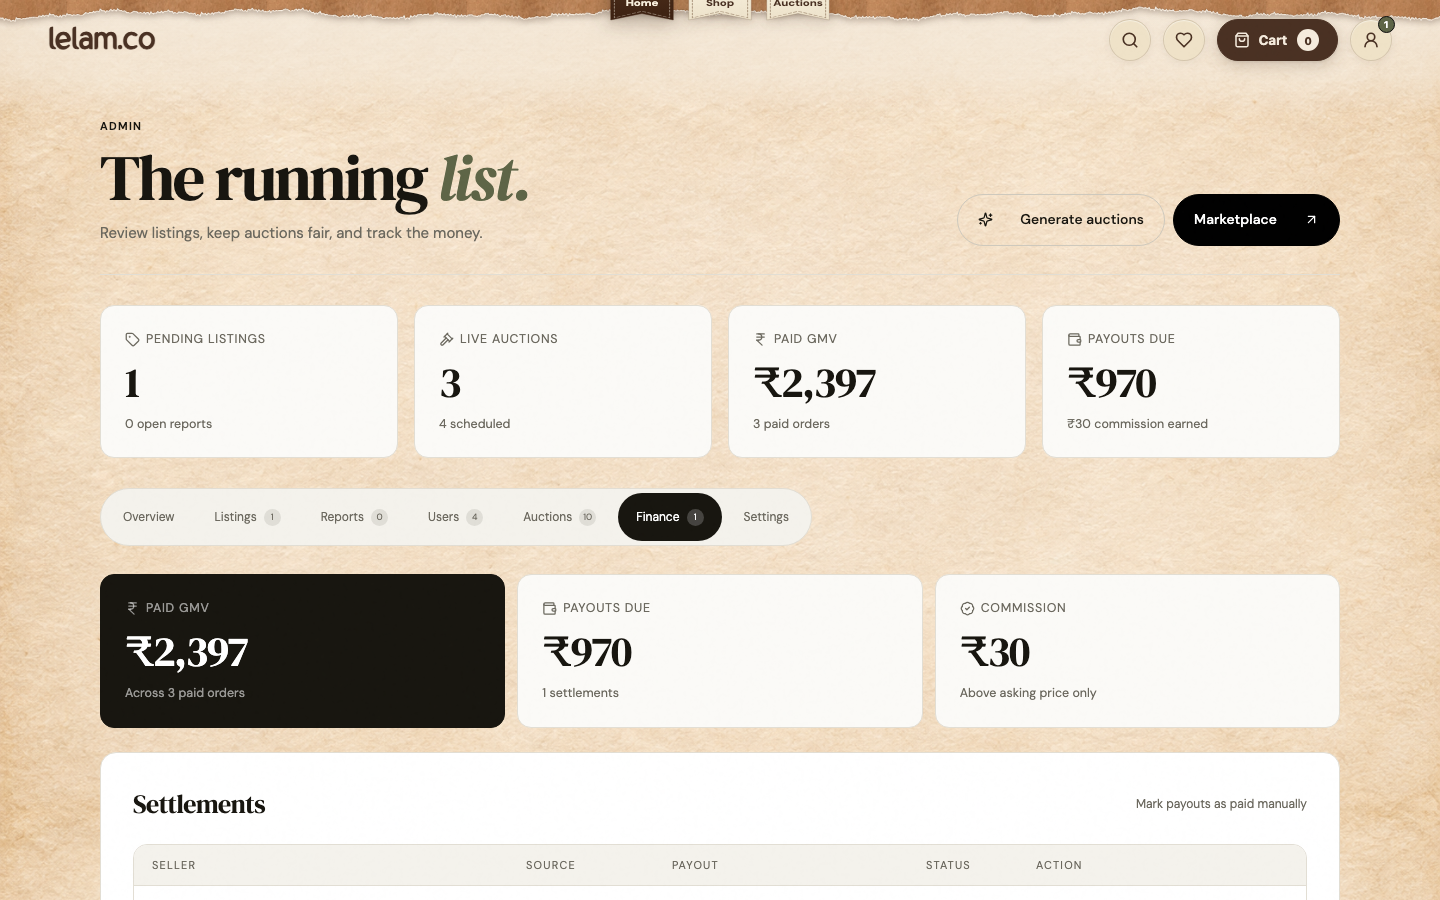 Home Shop Auctions
lelam.co
Cart 0
1
ADMIN
The running list.
Review listings, keep auctions fair, and track the money.
Generate auctions
Marketplace
PENDING LISTINGS
1
0 open reports
LIVE AUCTIONS
3
4 scheduled
PAID GMV
₹2,397
3 paid orders
PAYOUTS DUE
₹970
₹30 commission earned
Overview Listings 1 Reports 0 Users 4 Auctions 10 Finance 1 Settings
PAID GMV
₹2,397
Across 3 paid orders
PAYOUTS DUE
₹970
1 settlements
COMMISSION
₹30
Above asking price only
Settlements
Mark payouts as paid manually
SELLER SOURCE PAYOUT STATUS ACTION